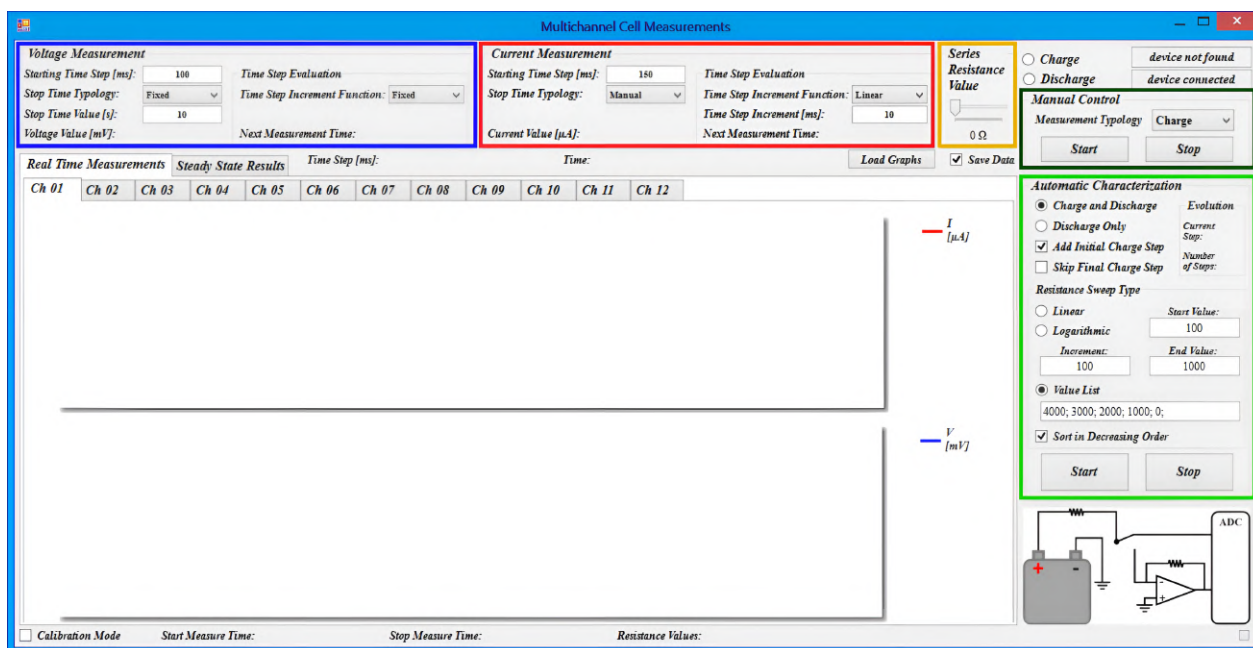 Multichannel Cell Measurements
Voltage Measurement
Starting Time Step [ms]: 100 Time Step Evaluation
Stop Time Typology: Fixed Time Step Increment Function: Fixed
Stop Time Value [s]: 10
Voltage Value [mV]: Next Measurement Time:
Current Measurement
Starting Time Step [ms]: 150 Time Step Evaluation
Stop Time Typology: Manual Time Step Increment Function: Linear
Time Step Increment [ms]: 10
Current Value [µA]: Next Measurement Time:
Series
Resistance
Value
0 Ω
Charge device not found
Discharge device connected
Manual Control
Measurement Typology Charge
Start Stop
Real Time Measurements Steady State Results Time Step [ms]: Time: Load Graphs Save Data
Ch 01 Ch 02 Ch 03 Ch 04 Ch 05 Ch 06 Ch 07 Ch 08 Ch 09 Ch 10 Ch 11 Ch 12
I
[µA]
V
[mV]
Automatic Characterization
Charge and Discharge Evolution
Discharge Only Current
Step:
Add Initial Charge Step
Number
Skip Final Charge Step of Steps:
Resistance Sweep Type
Linear Start Value:
Logarithmic 100
Increment: End Value:
100 1000
Value List
4000; 3000; 2000; 1000; 0;
Sort in Decreasing Order
Start Stop
ADC
+ -
-
+
Calibration Mode Start Measure Time: Stop Measure Time: Resistance Values: